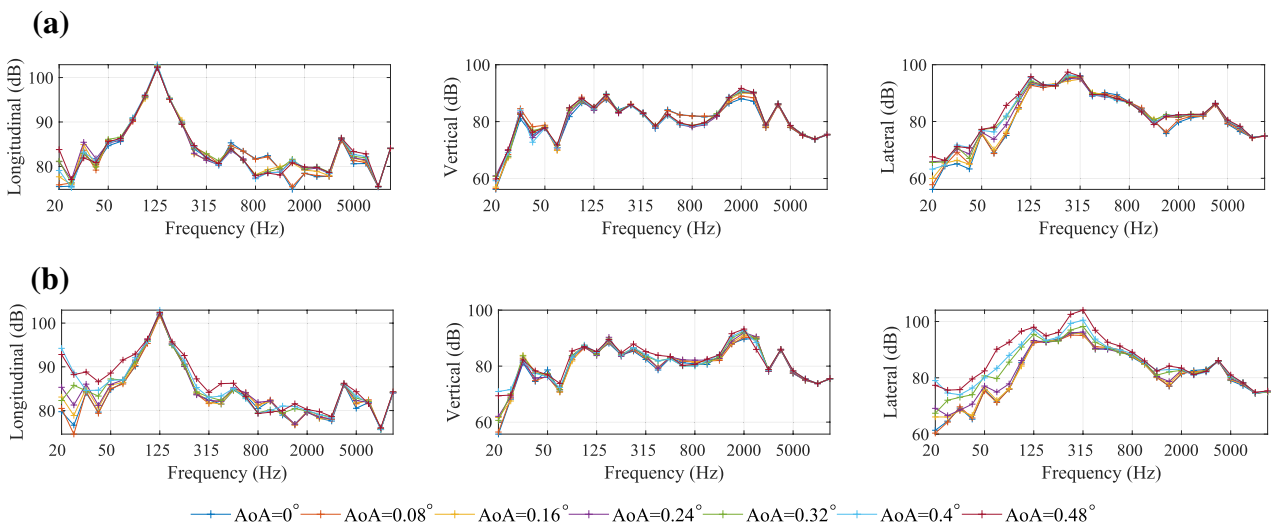 (a)
Longitudinal (dB)
100
90
80
20 50 125 315 800 2000 5000
Frequency (Hz)
Vertical (dB)
100
80
60
20 50 125 315 800 2000 5000
Frequency (Hz)
Lateral (dB)
100
80
60
20 50 125 315 800 2000 5000
Frequency (Hz)
(b)
Longitudinal (dB)
100
90
80
20 50 125 315 800 2000 5000
Frequency (Hz)
Vertical (dB)
100
80
60
20 50 125 315 800 2000 5000
Frequency (Hz)
Lateral (dB)
100
90
80
70
60
20 50 125 315 800 2000 5000
Frequency (Hz)
AoA=0° AoA=0.08° AoA=0.16° AoA=0.24° AoA=0.32° AoA=0.4° AoA=0.48°